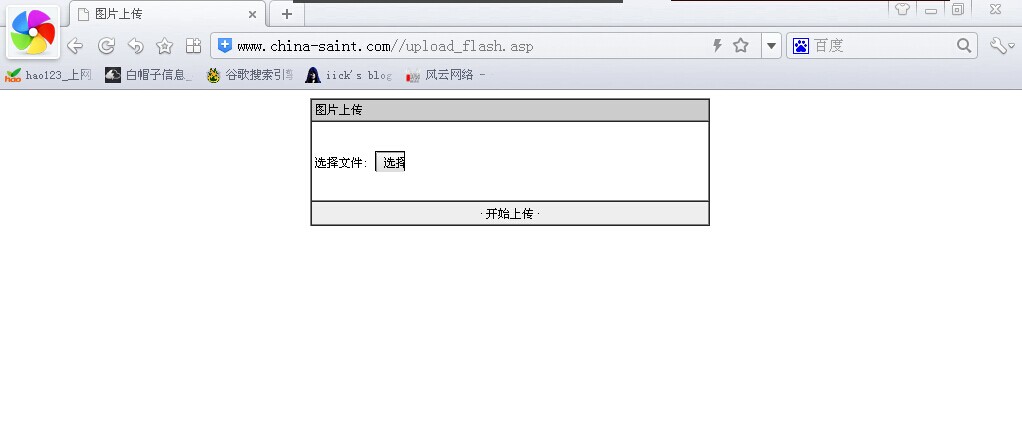 图片上传
www.china-saint.com//upload_flash.asp
百度
hao123_上网 白帽子信息_ 谷歌搜索引擎 iick's blog 风云网络 -
图片上传
选择文件: 选择
·开始上传·